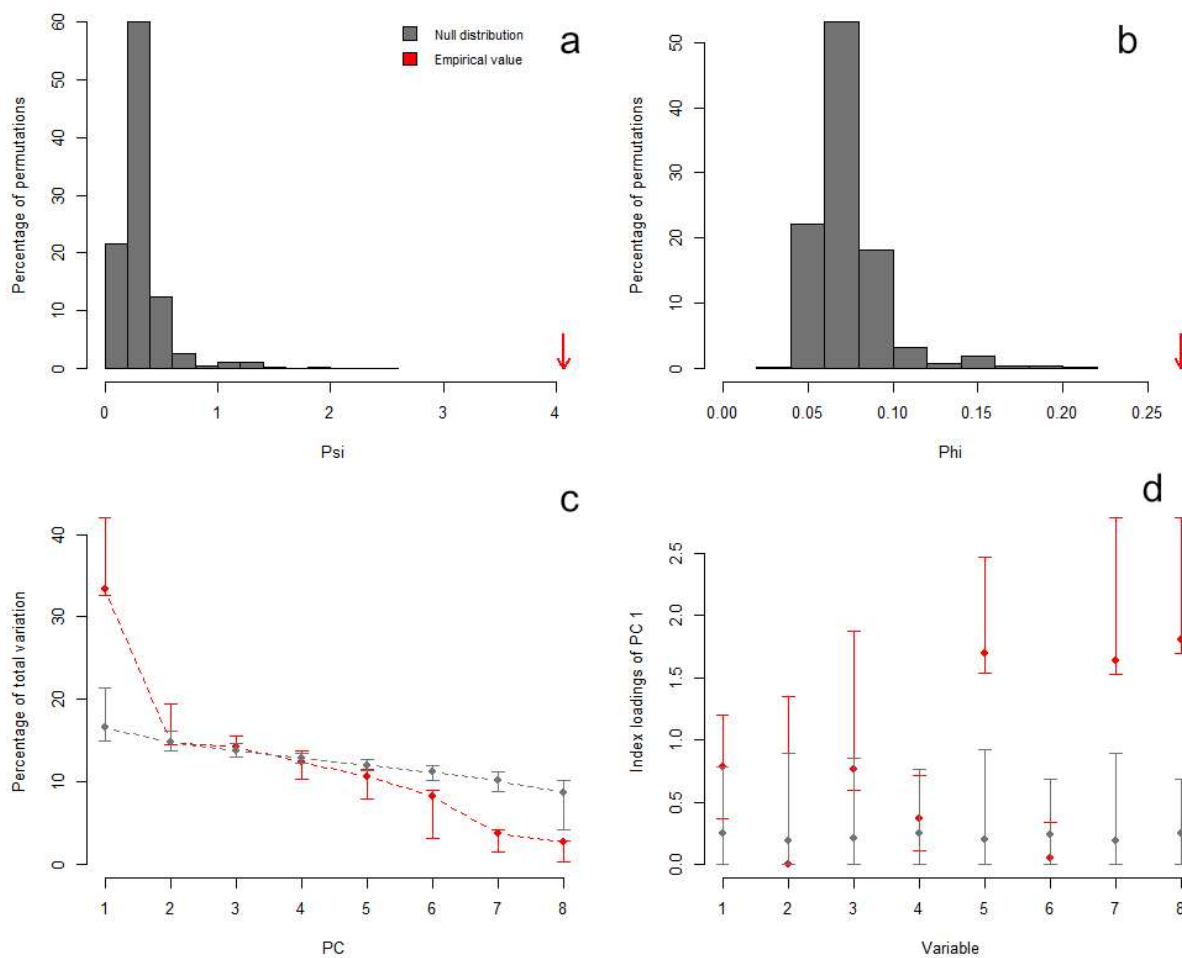 a
Null distribution
Empirical value
Percentage of permutations
0 10 20 30 40 50 60
0 1 2 3 4
Psi
b
Percentage of permutations
0 10 20 30 40 50
0.00 0.05 0.10 0.15 0.20 0.25
Phi
c
Percentage of total variation
0 10 20 30 40
1 2 3 4 5 6 7 8
PC
d
Index loadings of PC 1
0.0 0.5 1.0 1.5 2.0 2.5
1 2 3 4 5 6 7 8
Variable